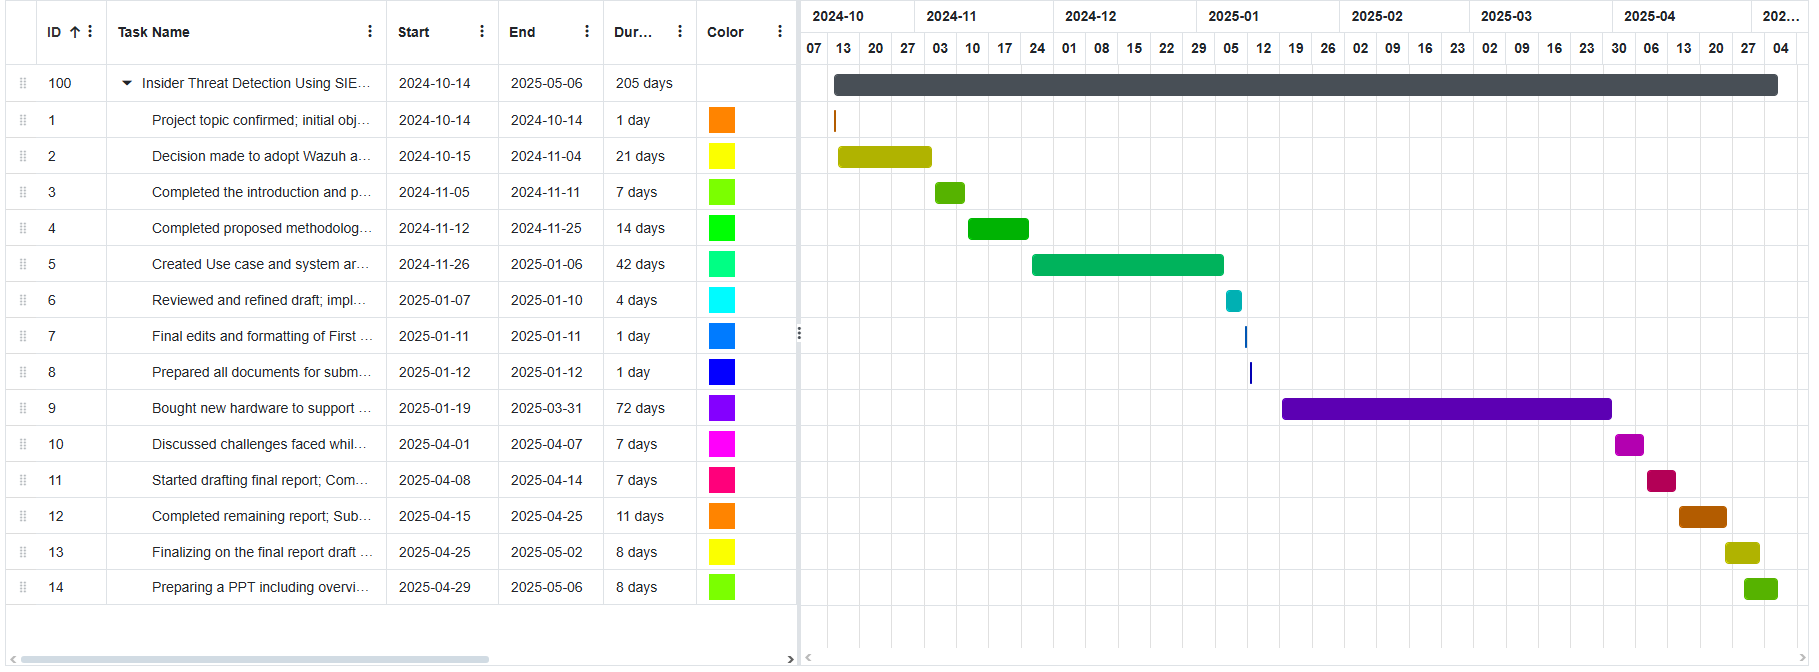 ID Task Name Start End Dur... Color
2024-10 2024-11 2024-12 2025-01 2025-02 2025-03 2025-04 202...
07 13 20 27 03 10 17 24 01 08 15 22 29 05 12 19 26 02 09 16 23 02 09 16 23 30 06 13 20 27 04
100 Insider Threat Detection Using SIE... 2024-10-14 2025-05-06 205 days
1 Project topic confirmed; initial obj... 2024-10-14 2024-10-14 1 day
2 Decision made to adopt Wazuh a... 2024-10-15 2024-11-04 21 days
3 Completed the introduction and p... 2024-11-05 2024-11-11 7 days
4 Completed proposed methodolog... 2024-11-12 2024-11-25 14 days
5 Created Use case and system ar... 2024-11-26 2025-01-06 42 days
6 Reviewed and refined draft; impl... 2025-01-07 2025-01-10 4 days
7 Final edits and formatting of First ... 2025-01-11 2025-01-11 1 day
8 Prepared all documents for subm... 2025-01-12 2025-01-12 1 day
9 Bought new hardware to support ... 2025-01-19 2025-03-31 72 days
10 Discussed challenges faced whil... 2025-04-01 2025-04-07 7 days
11 Started drafting final report; Com... 2025-04-08 2025-04-14 7 days
12 Completed remaining report; Sub... 2025-04-15 2025-04-25 11 days
13 Finalizing on the final report draft ... 2025-04-25 2025-05-02 8 days
14 Preparing a PPT including overvi... 2025-04-29 2025-05-06 8 days